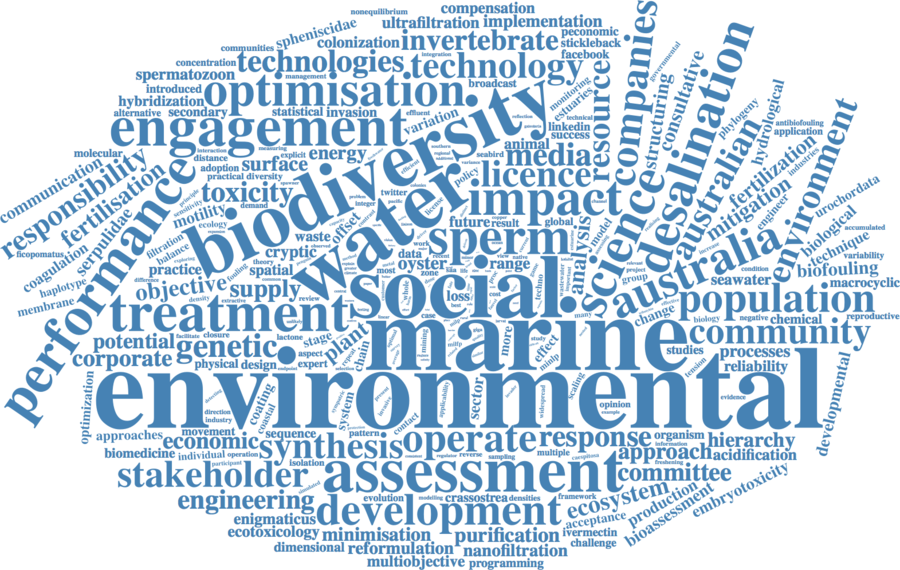 nonequilibrium
compensation
spheniscidae
ultrafiltration
implementation
communities
colonization
invertebrate
peconomic
stickleback
facebook
concentration
technologies
technology
spermatozoon
management
integration
introduced
optimisation
broadcast
monitoring
estuaries
governmental
companies
resource
structuring
consultative
hybridization
secondary
statistical
invasion
effluent
alternative
engagement
variation
biodiversity
linkedin
technical
success
desalination
phylogeny
hydrological
antibiofouling
application
molecular
communication
responsibility
interaction
measuring
explicit
energy
distance
adoption
surface
practical
diversity
seabird
animal
media
policy
licence
science
australian
fertilization
mitigation
industries
engineer
environment
fertilisation
performance
toxicity
twitter
integer
pacific
impact
urochordata
serpulidae
motility
demand
ecology
principle
sensitivity
offset
water
future
result
global
model
australia
biological
accumulated
technique
variability
ficopomatus
coagulation
filtration
balance
waste
cryptic
data
work
sperm
analysis
biofouling
haplotype
practice
theory
spatial
most
oyster
zone
range
project
group
seawater
condition
macrocyclic
membrane
difference
objective
supply
whole
loss
cost
best
social
many
change
population
density
extractive
review
treatment
case
effect
biology
negative
chemical
reproductive
potential
facilitate
closure
lactone
stage
plant
chain
mining
more
study
marine
community
corporate
genetic
aspect
expert
physical
design
minlp
studies
processes
tension
reliability
optimization
environmental
coating
coastal
system
sector
applicability
widespread
scaling
opinion
example
evidence
developmental
direction
industry
movement
contact
approaches
economic
sequence
pattern
synthesis
operate
response
organism
hierarchy
information
biomedicine
individual
operation
reverse
sampling
multiple
approach
acidification
participant
isolation
caespitosa
freshening
stakeholder
assessment
committee
simulated
engineering
evolution
modelling
crassostrea
densities
framework
ecosystem
production
bioassessment
embryotoxicity
enigmaticus
development
acceptance
ecotoxicology
minimisation
purification
ivermectin
challenge
dimensional
reformulation
nanofiltration
multiobjective
programming